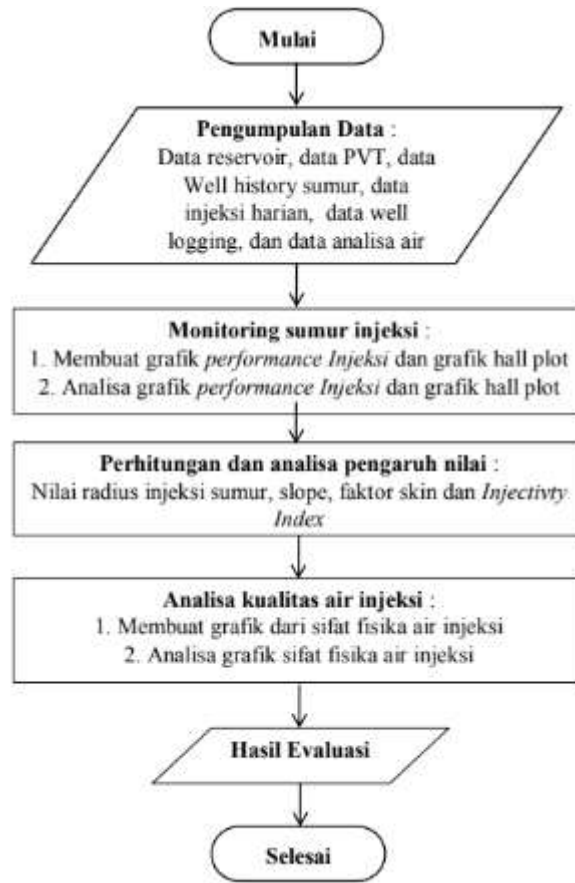 Mulai
Pengumpulan Data :
Data reservoir, data PVT, data
Well history sumur, data
injeksi harian, data well
logging, dan data analisa air
Monitoring sumur injeksi :
1. Membuat grafik performance Injeksi dan grafik hall plot
2. Analisa grafik performance Injeksi dan grafik hall plot
Perhitungan dan analisa pengaruh nilai :
Nilai radius injeksi sumur, slope, faktor skin dan Injectivty
Index
Analisa kualitas air injeksi :
1. Membuat grafik dari sifat fisika air injeksi
2. Analisa grafik sifat fisika air injeksi
Hasil Evaluasi
Selesai